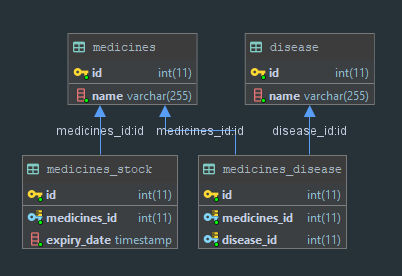 medicines
id int(11)
name varchar(255)
disease
id int(11)
name varchar(255)
medicines_id:id
medicines_id:id
disease_id:id
medicines_stock
id int(11)
medicines_id int(11)
expiry_date timestamp
medicines_disease
id int(11)
medicines_id int(11)
disease_id int(11)